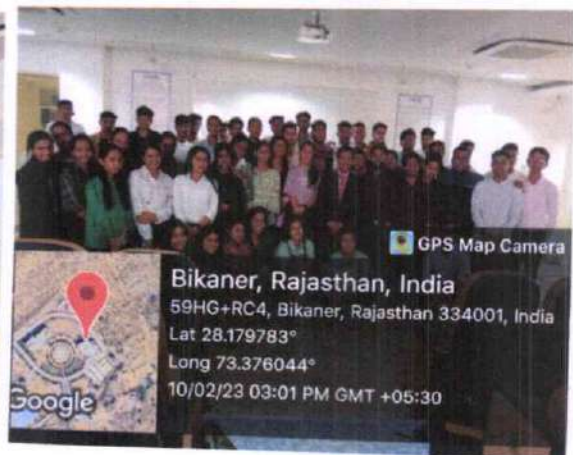 GPS Map Camera
Bikaner, Rajasthan, India
59HG+RC4, Bikaner, Rajasthan 334001, India
Lat 28.179783°
Long 73.376044°
10/02/23 03:01 PM GMT +05:30
Google